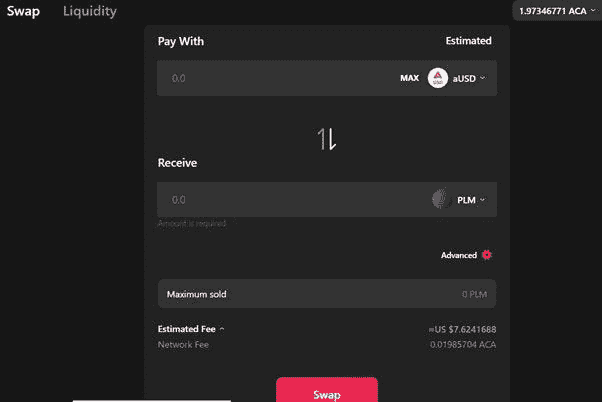 Swap Liquidity 1.97346771 ACA
Pay With Estimated
0.0 MAX aUSD
Receive
0.0 PLM
Amount is required
Advanced
Maximum sold 0 PLM
Estimated Fee ≈US $7.6241688
Network Fee 0.01985704 ACA
Swap